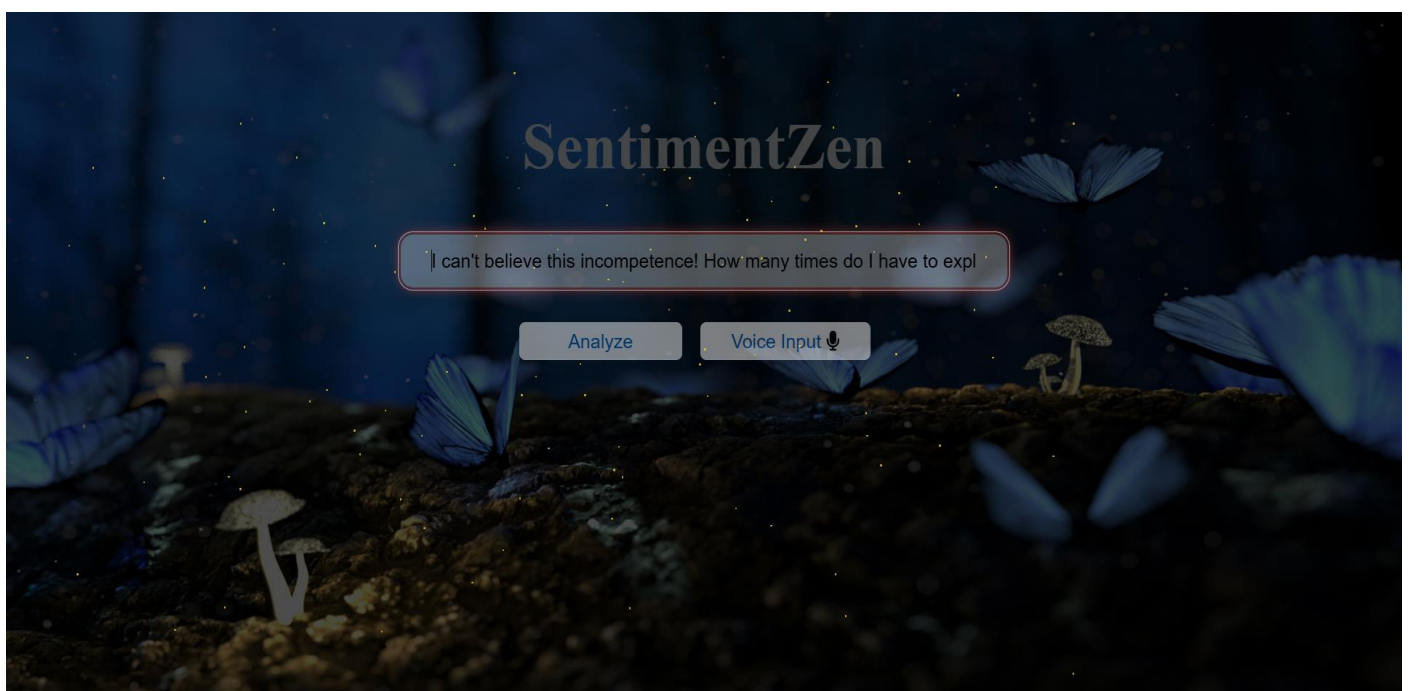 SentimentZen
I can't believe this incompetence! How many times do I have to expl
Analyze
Voice Input